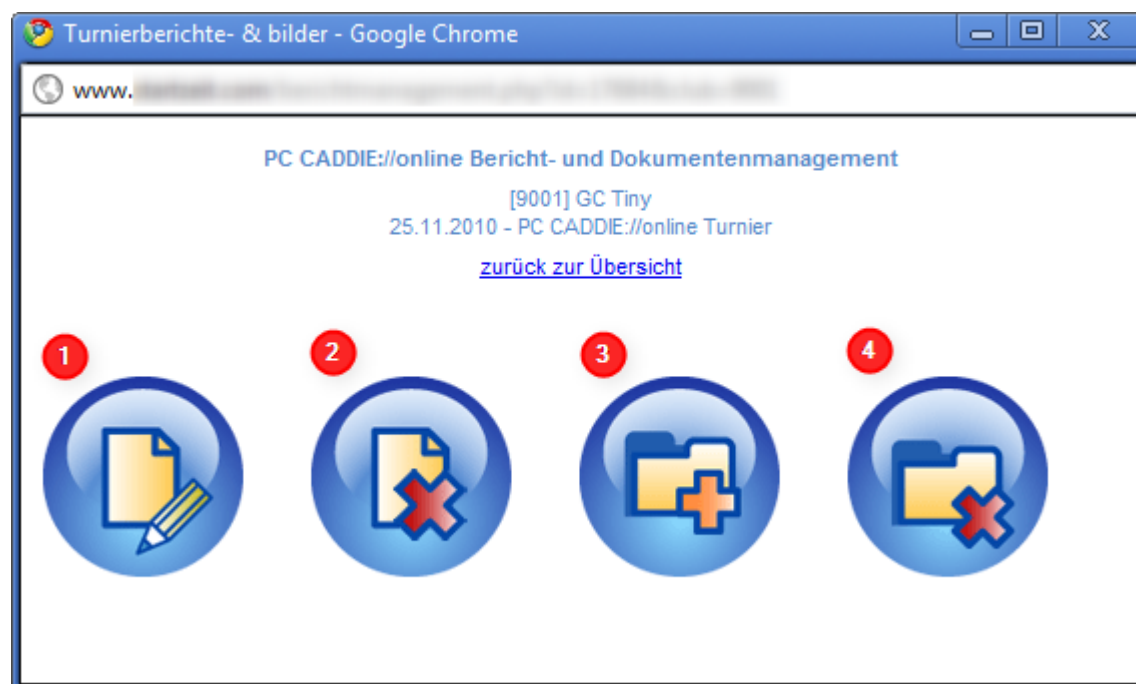 Turnierberichte- & bilder - Google Chrome
www.
PC CADDIE://online Bericht- und Dokumentenmanagement
[9001] GC Tiny
25.11.2010 - PC CADDIE://online Turnier
zurück zur Übersicht
1 2 3 4